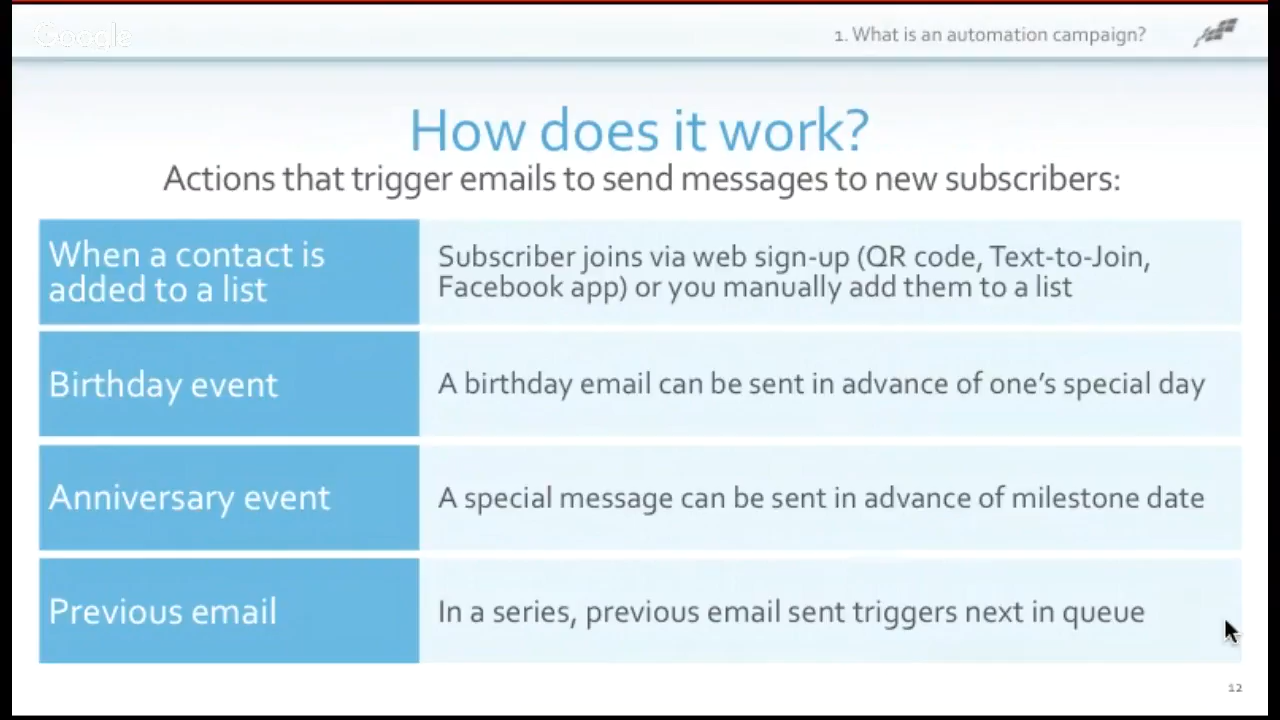 Google
1. What is an automation campaign?
How does it work?
Actions that trigger emails to send messages to new subscribers:
When a contact is
added to a list
Subscriber joins via web sign-up (QR code, Text-to-Join,
Facebook app) or you manually add them to a list
Birthday event
A birthday email can be sent in advance of one’s special day
Anniversary event
A special message can be sent in advance of milestone date
Previous email
In a series, previous email sent triggers next in queue
12